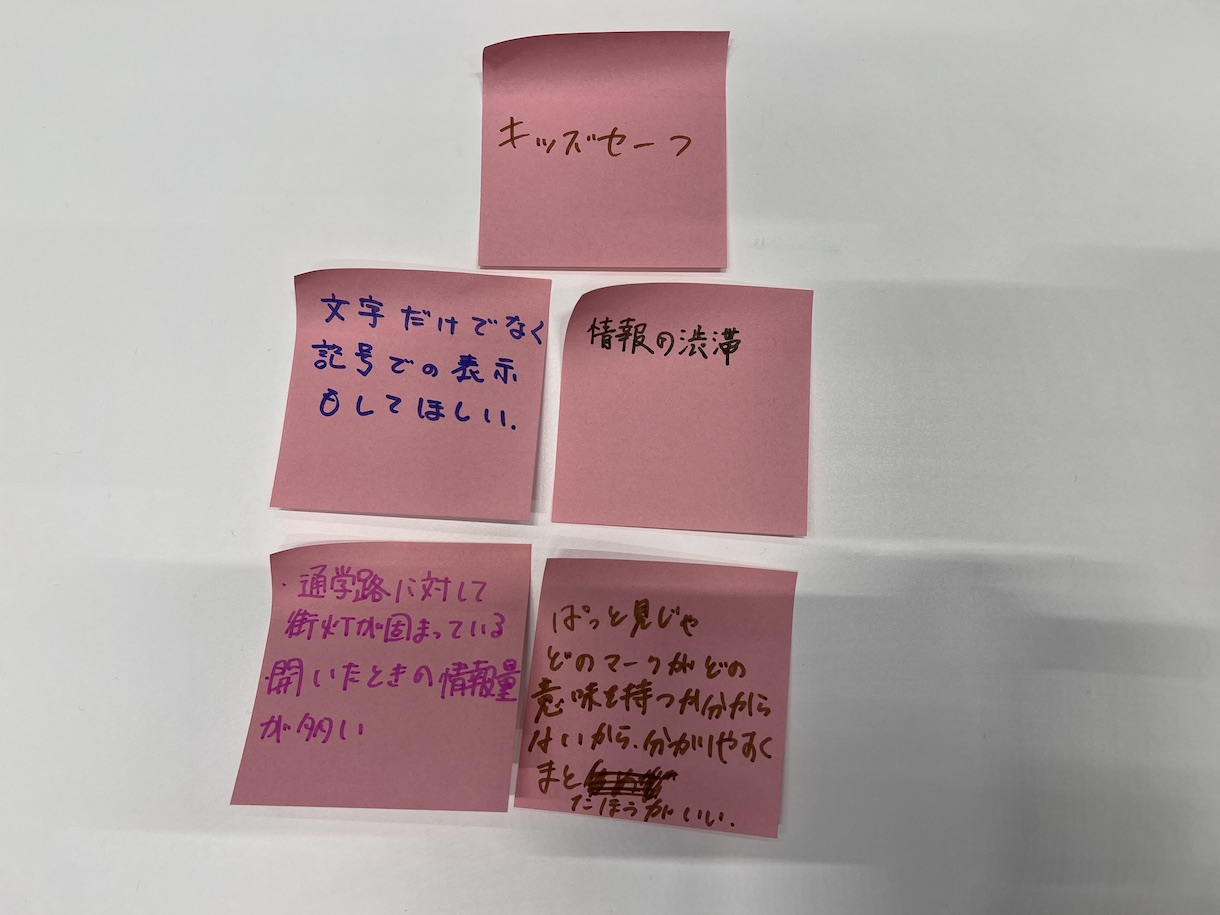 キッズセーフ
文字だけでなく
記号での表示
もしてほしい.
情報の渋滞
・通学路に対して
街灯が固まっている
・開いたときの情報量
が多い
ぱっと見じゃ
どのマークがどの
意味を持つか分から
ないから、分かりやすく
まと
たほうがいい.